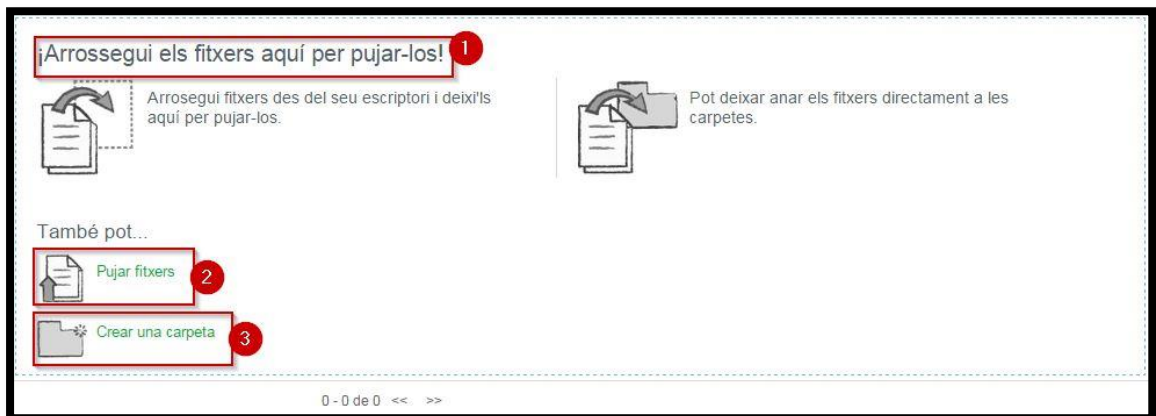 ¡Arrossegui els fitxers aquí per pujar-los!
1
Arrosegui fitxers des del seu escriptori i deixi'ls
aquí per pujar-los.
Pot deixar anar els fitxers directament a les
carpetes.
També pot...
Pujar fitxers
2
Crear una carpeta
3
0 - 0 de 0 << >>